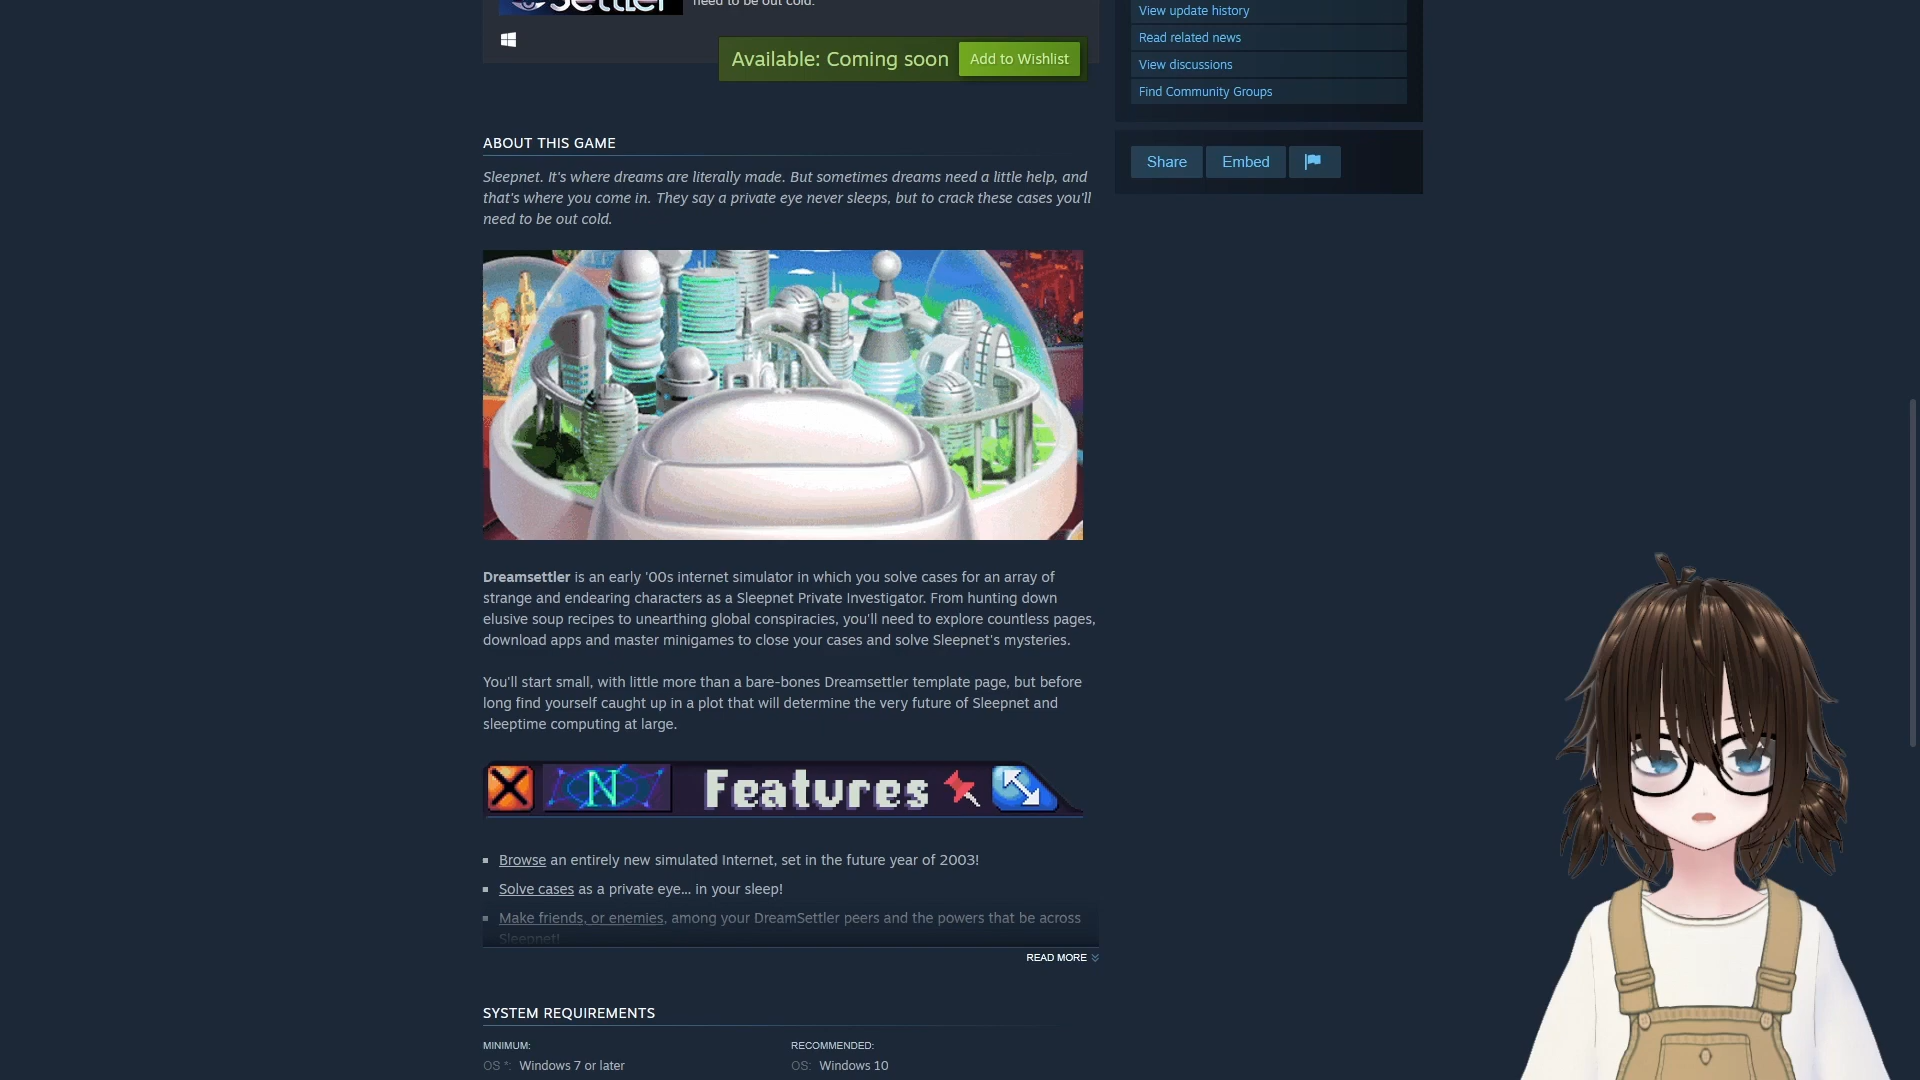 Settler
need to be out cold.
Available: Coming soon
Add to Wishlist
View update history
Read related news
View discussions
Find Community Groups
Share
Embed
ABOUT THIS GAME
Sleepnet. It's where dreams are literally made. But sometimes dreams need a little help, and
that's where you come in. They say a private eye never sleeps, but to crack these cases you'll
need to be out cold.
Dreamsettler is an early '00s internet simulator in which you solve cases for an array of
strange and endearing characters as a Sleepnet Private Investigator. From hunting down
elusive soup recipes to unearthing global conspiracies, you'll need to explore countless pages,
download apps and master minigames to close your cases and solve Sleepnet's mysteries.
You'll start small, with little more than a bare-bones Dreamsettler template page, but before
long find yourself caught up in a plot that will determine the very future of Sleepnet and
sleeptime computing at large.
N Features
Browse an entirely new simulated Internet, set in the future year of 2003!
Solve cases as a private eye... in your sleep!
Make friends, or enemies, among your DreamSettler peers and the powers that be across
Sleepnet!
READ MORE
SYSTEM REQUIREMENTS
MINIMUM:
OS *: Windows 7 or later
RECOMMENDED:
OS: Windows 10